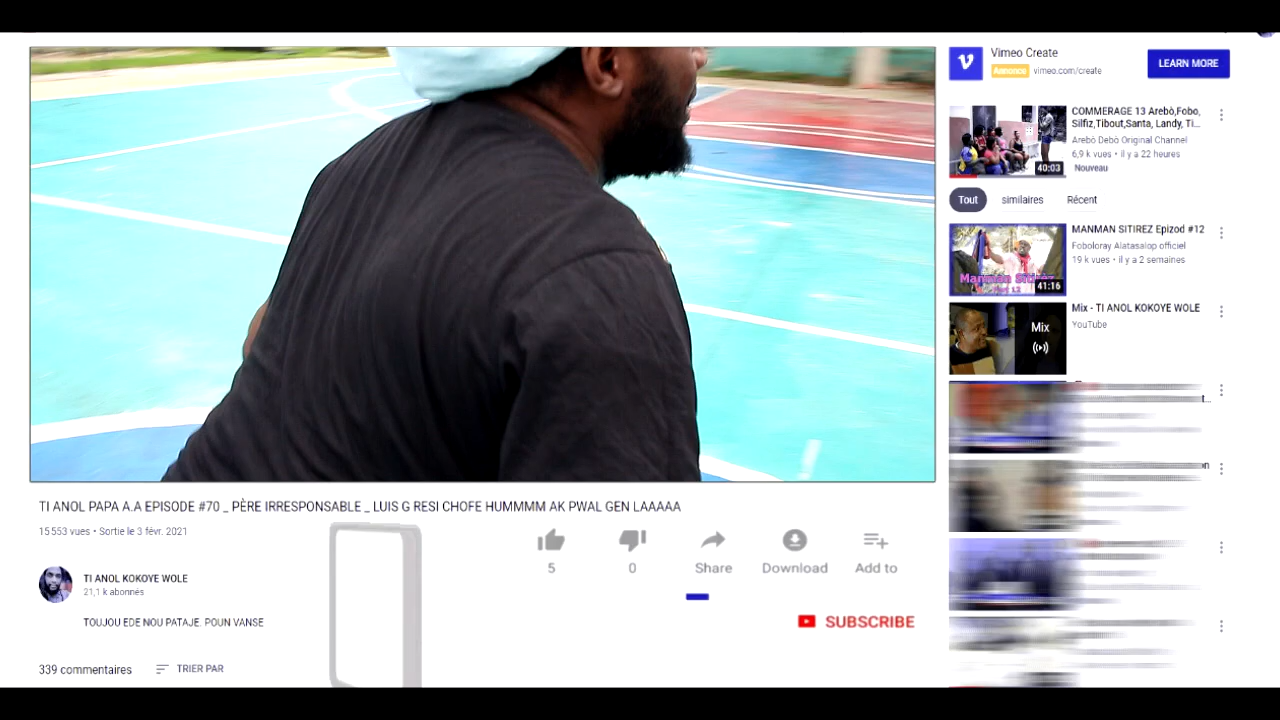 Vimeo Create
Annonce vimeo.com/create
LEARN MORE
COMMERAGE 13 Arebò,Fobo,
Silfiz,Tibout,Santa, Landy, Ti...
Arebò Debò Original Channel
6,9 k vues • il y a 22 heures
Nouveau
40:03
Tout similaires Récent
MANMAN SITIREZ Epizod #12
Foboloray Alatasalop officiel
19 k vues • il y a 2 semaines
Manman Sitirèz
41:16
Mix - TI ANOL KOKOYE WOLE
YouTube
Mix
TI ANOL PAPA A.A EPISODE #70 _ PÈRE IRRESPONSABLE _ LUIS G RESI CHOFE HUMMMM AK PWAL GEN LAAAAA
15 553 vues • Sortie le 3 févr. 2021
5 0 Share Download Add to
TI ANOL KOKOYE WOLE
21,1 k abonnés
TOUJOU EDE NOU PATAJE. POUN VANSE
SUBSCRIBE
339 commentaires TRIER PAR